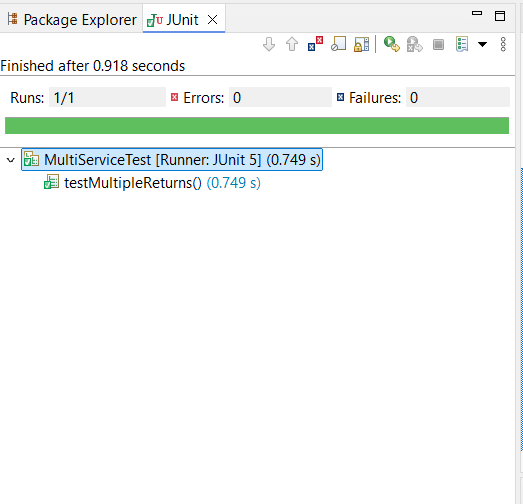 Package Explorer JUnit
Finished after 0.918 seconds
Runs: 1/1 Errors: 0 Failures: 0
MultiServiceTest [Runner: JUnit 5] (0.749 s)
testMultipleReturns() (0.749 s)